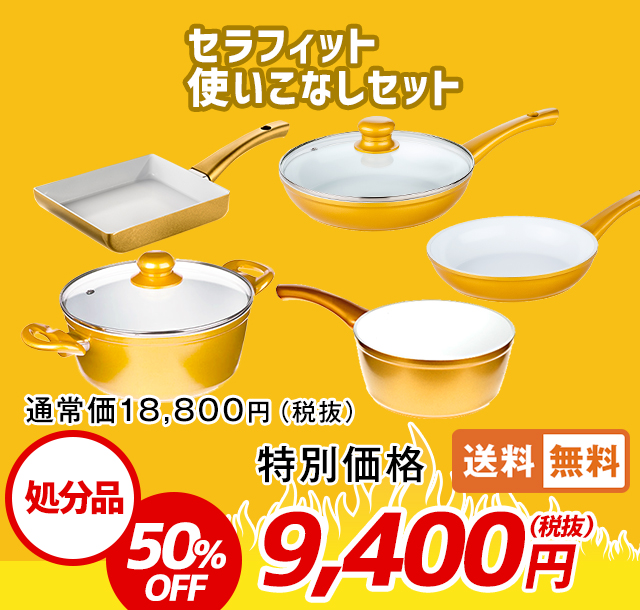 セラフィット
使いこなしセット
通常価18,800円（税抜）
特別価格
送料無料
処分品
50%
OFF
9,400円（税抜）